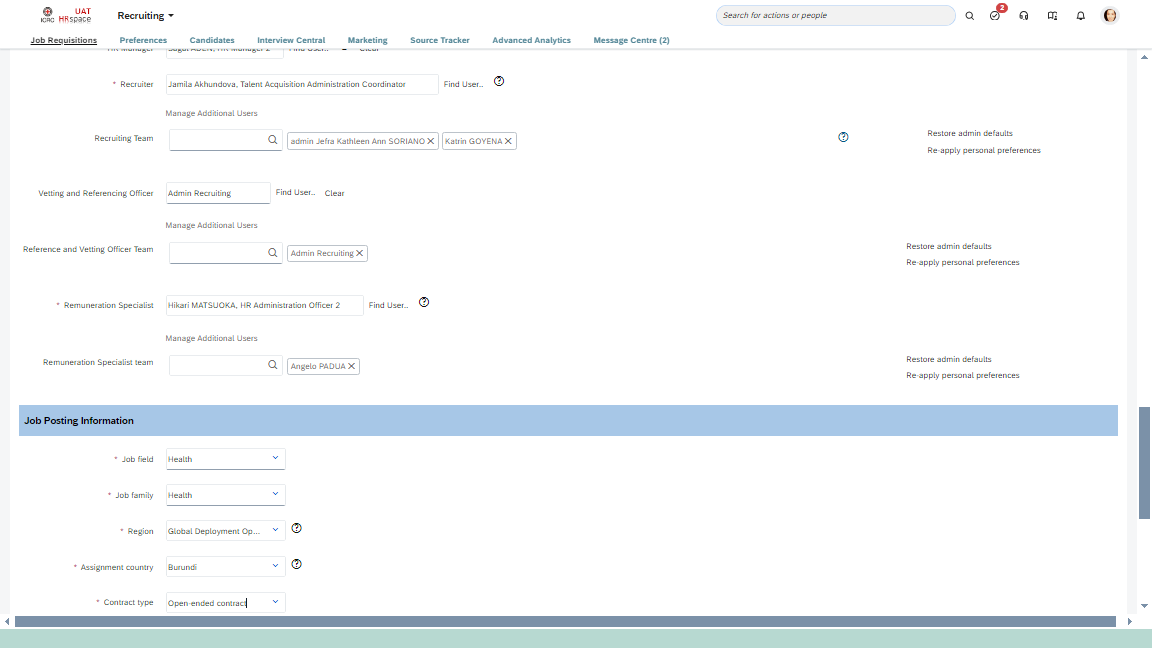 UAT
ICRC HRspace
Recruiting
Search for actions or people
2
Job Requisitions Preferences Candidates Interview Central Marketing Source Tracker Advanced Analytics Message Centre (2)
* Recruiter Jamila Akhundova, Talent Acquisition Administration Coordinator Find User...
Manage Additional Users
Recruiting Team admin Jefra Kathleen Ann SORIANO Katrin GOYENA
Restore admin defaults
Re-apply personal preferences
Vetting and Referencing Officer Admin Recruiting Find User... Clear
Manage Additional Users
Reference and Vetting Officer Team Admin Recruiting
Restore admin defaults
Re-apply personal preferences
* Remuneration Specialist Hikari MATSUOKA, HR Administration Officer 2 Find User...
Manage Additional Users
Remuneration Specialist team Angelo PADUA
Restore admin defaults
Re-apply personal preferences
Job Posting Information
* Job field Health
* Job family Health
* Region Global Deployment Op...
* Assignment country Burundi
* Contract type Open-ended contract